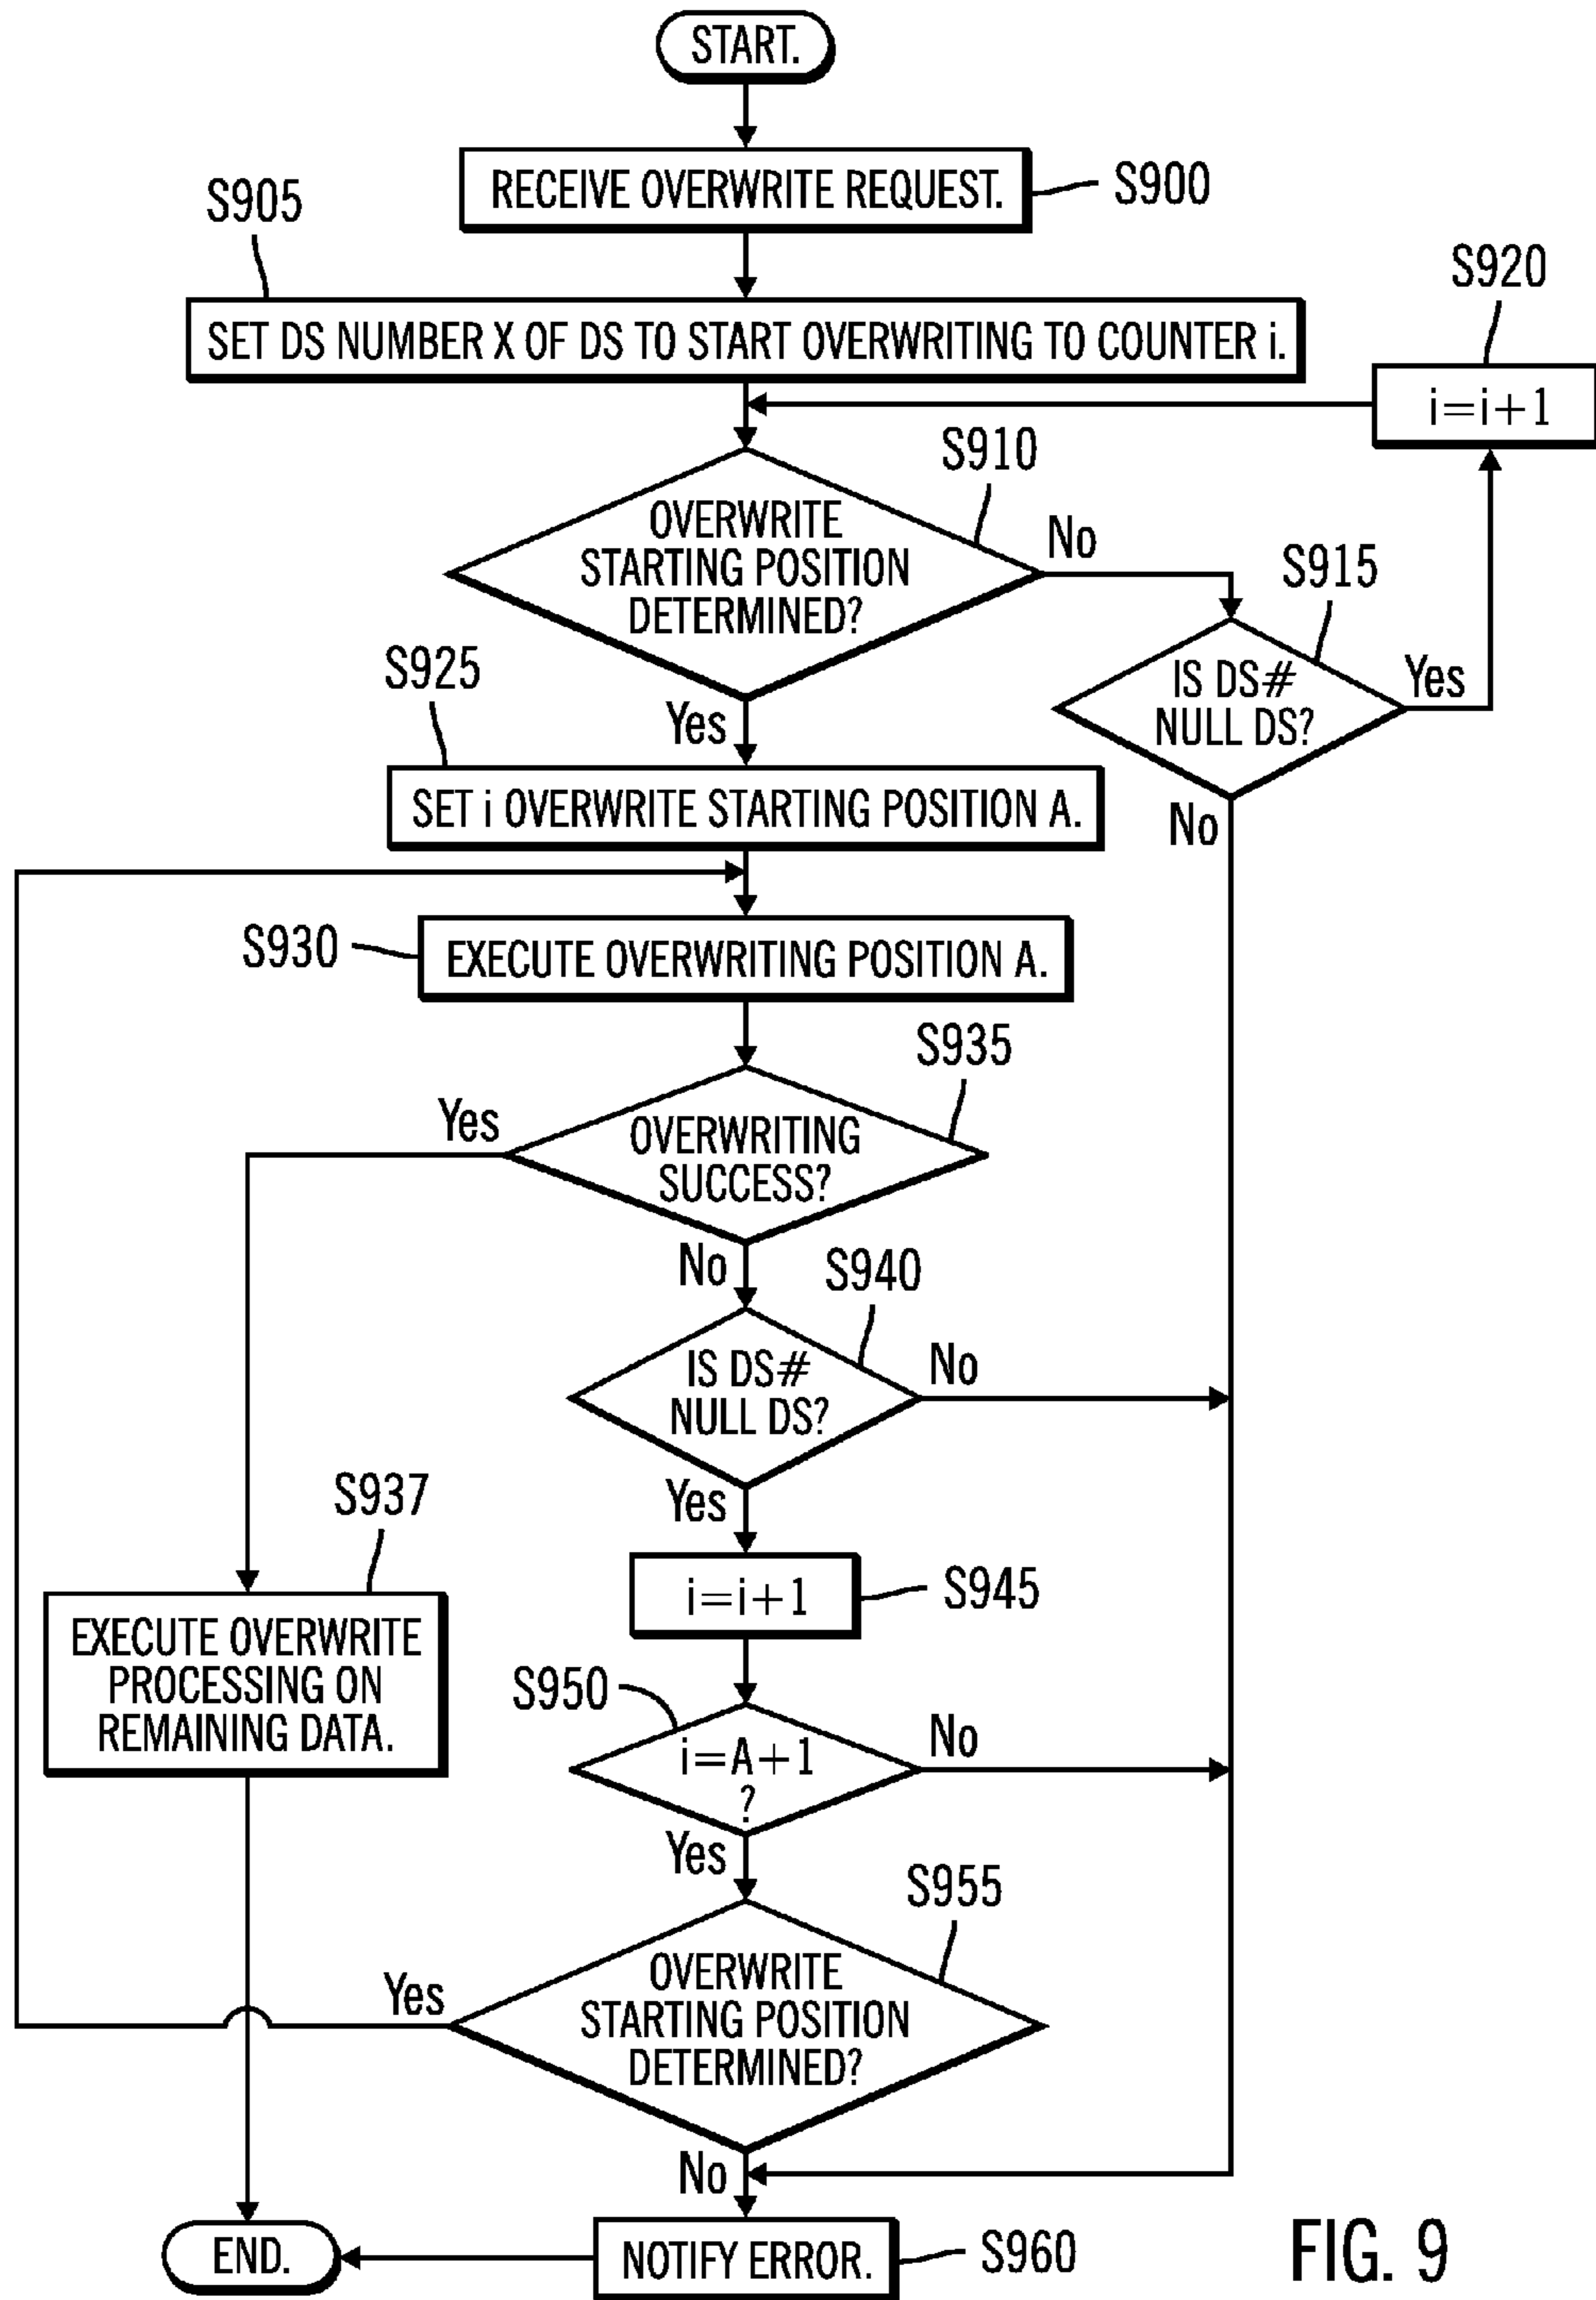 START.
RECEIVE OVERWRITE REQUEST.
S900
S905
SET DS NUMBER X OF DS TO START OVERWRITING TO COUNTER i.
S920
i=i+1
S910
OVERWRITE
STARTING POSITION
DETERMINED?
No
S915
IS DS#
NULL DS?
Yes
No
Yes
S925
SET i OVERWRITE STARTING POSITION A.
S930
EXECUTE OVERWRITING POSITION A.
S935
OVERWRITING
SUCCESS?
Yes
No
S940
IS DS#
NULL DS?
No
Yes
S937
EXECUTE OVERWRITE
PROCESSING ON
REMAINING DATA.
i=i+1
S945
S950
i=A+1
?
No
Yes
S955
OVERWRITE
STARTING POSITION
DETERMINED?
Yes
No
END.
NOTIFY ERROR.
S960
FIG. 9